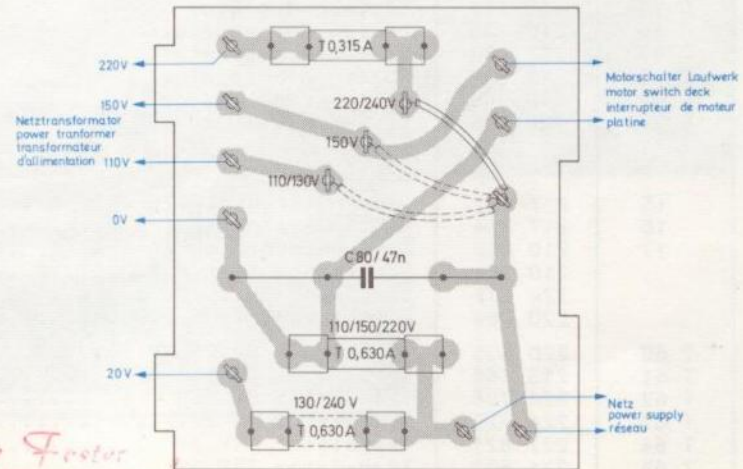 T 0,315 A
220V
220/240V
Motorschalter Laufwerk
motor switch deck
interrupteur de moteur
platine
150V
150V
Netztransformator
power tranformer
transformateur
d'allimentation
110V
110/130V
0V
C 80 / 47n
110/150/220V
T 0,630 A
20V
130/240 V
T 0,630 A
Netz
power supply
réseau